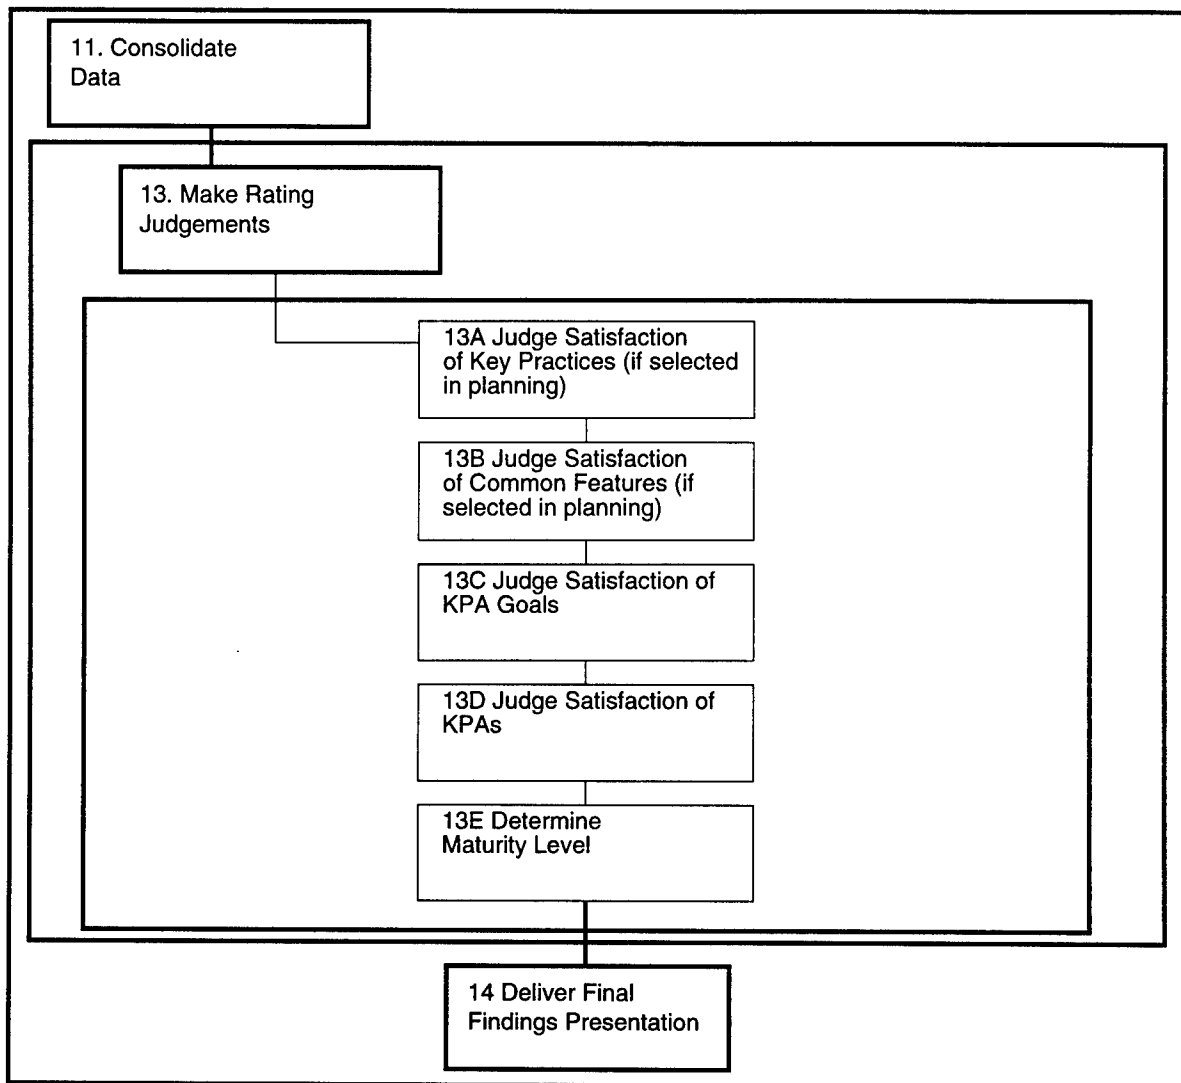 11. Consolidate
Data
13. Make Rating
Judgements
13A Judge Satisfaction
of Key Practices (if selected
in planning)
13B Judge Satisfaction
of Common Features (if
selected in planning)
13C Judge Satisfaction of
KPA Goals
13D Judge Satisfaction of
KPAs
13E Determine
Maturity Level
14 Deliver Final
Findings Presentation